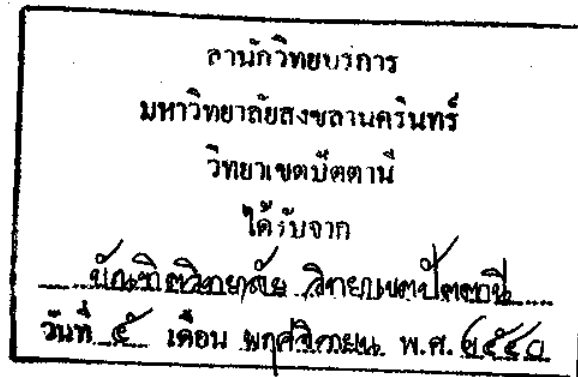 สำนักวิทยบริการ
มหาวิทยาลัยสงขลานครินทร์
วิทยาเขตปัตตานี
ได้รับจาก
บัณฑิตวิทยาลัย วิทยาเขตปัตตานี
วันที่ ๕ เดือน พฤศจิกายน พ.ศ. ๒๕๔๘